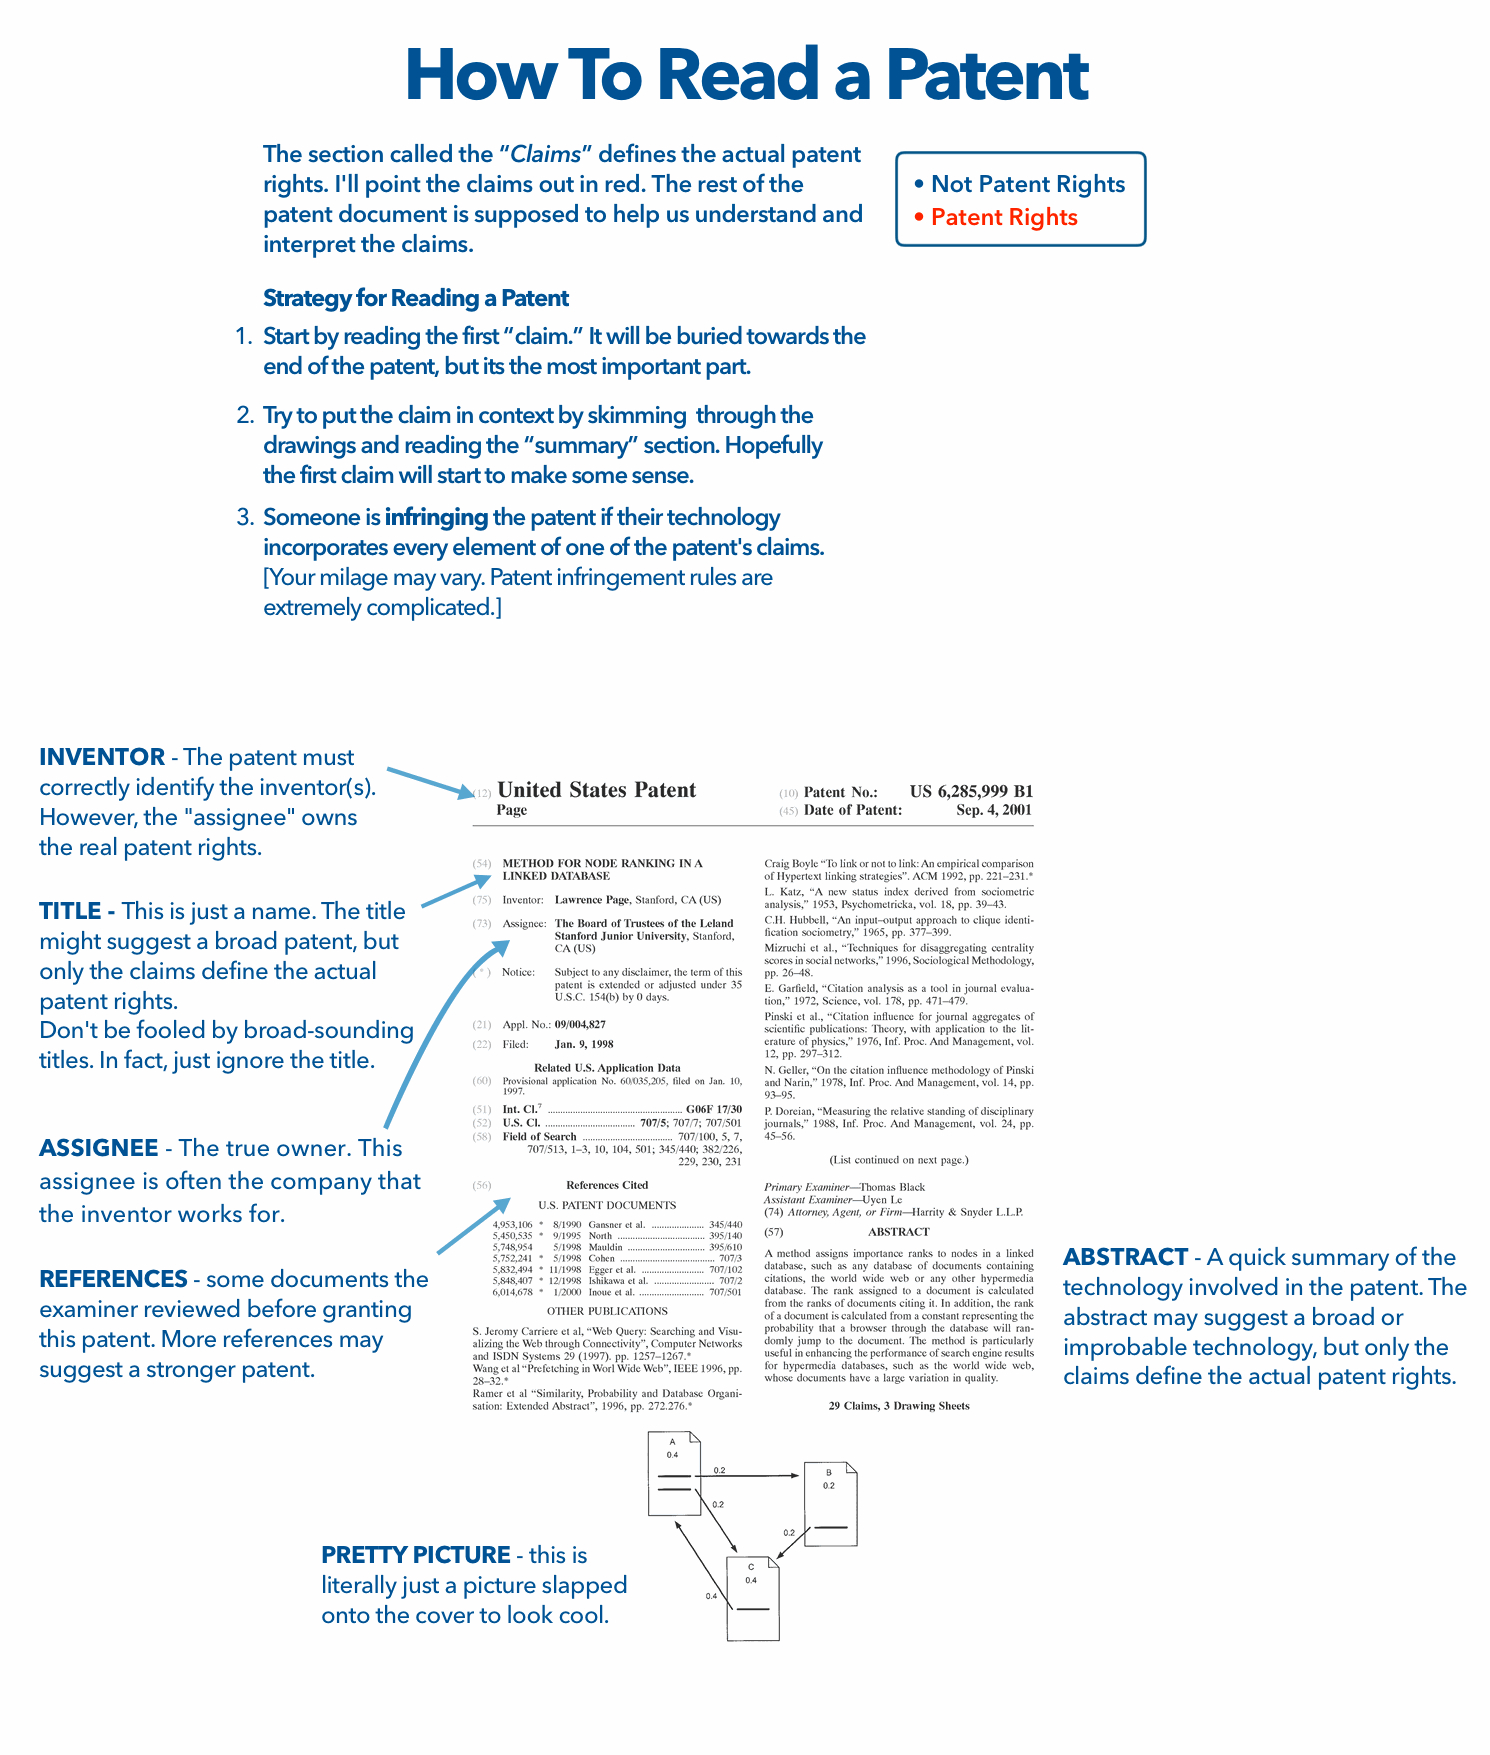 How To Read a Patent
The section called the “Claims” defines the actual patent
rights. I'll point the claims out in red. The rest of the
patent document is supposed to help us understand and
interpret the claims.
• Not Patent Rights
• Patent Rights
Strategy for Reading a Patent
1. Start by reading the first “claim.” It will be buried towards the
end of the patent, but its the most important part.
2. Try to put the claim in context by skimming through the
drawings and reading the “summary” section. Hopefully
the first claim will start to make some sense.
3. Someone is infringing the patent if their technology
incorporates every element of one of the patent's claims.
[Your milage may vary. Patent infringement rules are
extremely complicated.]
INVENTOR - The patent must
correctly identify the inventor(s).
However, the "assignee" owns
the real patent rights.
TITLE - This is just a name. The title
might suggest a broad patent, but
only the claims define the actual
patent rights.
Don't be fooled by broad-sounding
titles. In fact, just ignore the title.
ASSIGNEE - The true owner. This
assignee is often the company that
the inventor works for.
REFERENCES - some documents the
examiner reviewed before granting
this patent. More references may
suggest a stronger patent.
(12) United States Patent
Page
(10) Patent No.: US 6,285,999 B1
(45) Date of Patent: Sep. 4, 2001
(54) METHOD FOR NODE RANKING IN A
LINKED DATABASE
(75) Inventor: Lawrence Page, Stanford, CA (US)
(73) Assignee: The Board of Trustees of the Leland
Stanford Junior University, Stanford,
CA (US)
( * ) Notice: Subject to any disclaimer, the term of this
patent is extended or adjusted under 35
U.S.C. 154(b) by 0 days.
(21) Appl. No.: 09/004,827
(22) Filed: Jan. 9, 1998
Related U.S. Application Data
(60) Provisional application No. 60/035,205, filed on Jan. 10,
1997.
(51) Int. Cl.7 ................................................ G06F 17/30
(52) U.S. Cl. ................................ 707/5; 707/7; 707/501
(58) Field of Search ................................ 707/100, 5, 7,
707/513, 1–3, 10, 104, 501; 345/440; 382/226,
229, 230, 231
(56) References Cited
U.S. PATENT DOCUMENTS
4,953,106 * 8/1990 Gansner et al. ..................... 345/440
5,450,535 * 9/1995 North ................................... 395/140
5,748,954 5/1998 Mauldin ............................... 395/610
5,752,241 * 5/1998 Cohen ...................................... 707/3
5,832,494 * 11/1998 Egger et al. ......................... 707/102
5,848,407 * 12/1998 Ishikawa et al. ........................ 707/2
6,014,678 * 1/2000 Inoue et al. .......................... 707/501
OTHER PUBLICATIONS
S. Jeromy Carriere et al, “Web Query: Searching and Visu-
alizing the Web through Connectivity”, Computer Networks
and ISDN Systems 29 (1997). pp. 1257–1267.*
Wang et al “Prefetching in Worl Wide Web”, IEEE 1996, pp.
28–32.*
Ramer et al “Similarity, Probability and Database Organi-
sation: Extended Abstract”, 1996, pp. 272.276.*
Craig Boyle “To link or not to link: An empirical comparison
of Hypertext linking strategies”. ACM 1992, pp. 221–231.*
L. Katz, “A new status index derived from sociometric
analysis,” 1953, Psychometricka, vol. 18, pp. 39–43.
C.H. Hubbell, “An input–output approach to clique identi-
fication sociometry,” 1965, pp. 377–399.
Mizruchi et al., “Techniques for disaggregating centrality
scores in social networks,” 1996, Sociological Methodology,
pp. 26–48.
E. Garfield, “Citation analysis as a tool in journal evalua-
tion,” 1972, Science, vol. 178, pp. 471–479.
Pinski et al., “Citation influence for journal aggregates of
scientific publications: Theory, with application to the lit-
erature of physics,” 1976, Inf. Proc. And Management, vol.
12, pp. 297–312.
N. Geller, “On the citation influence methodology of Pinski
and Narin,” 1978, Inf. Proc. And Management, vol. 14, pp.
93–95.
P. Doreian, “Measuring the relative standing of disciplinary
journals,” 1988, Inf. Proc. And Management, vol. 24, pp.
45–56.
(List continued on next page.)
Primary Examiner—Thomas Black
Assistant Examiner—Uyen Le
(74) Attorney, Agent, or Firm—Harrity & Snyder L.L.P.
(57) ABSTRACT
A method assigns importance ranks to nodes in a linked
database, such as any database of documents containing
citations, the world wide web or any other hypermedia
database. The rank assigned to a document is calculated
from the ranks of documents citing it. In addition, the rank
of a document is calculated from a constant representing the
probability that a browser through the database will ran-
domly jump to the document. The method is particularly
useful in enhancing the performance of search engine results
for hypermedia databases, such as the world wide web,
whose documents have a large variation in quality.
29 Claims, 3 Drawing Sheets
ABSTRACT - A quick summary of the
technology involved in the patent. The
abstract may suggest a broad or
improbable technology, but only the
claims define the actual patent rights.
A
0.4
0.2
B
0.2
0.2
0.2
C
0.4
0.4
PRETTY PICTURE - this is
literally just a picture slapped
onto the cover to look cool.